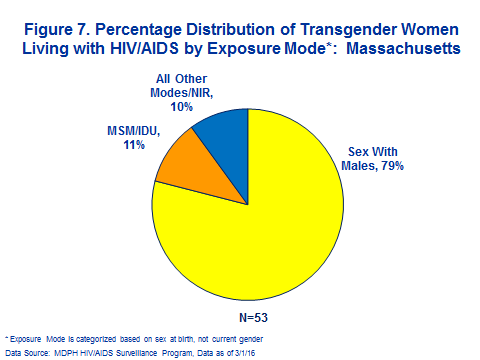 Figure 7. Percentage Distribution of Transgender Women
Living with HIV/AIDS by Exposure Mode*:  Massachusetts
All Other
Modes/NIR,
10%
MSM/IDU,
11%
Sex With
Males, 79%
N=53
* Exposure Mode is categorized based on sex at birth, not current gender
Data Source: MDPH HIV/AIDS Surveillance Program, Data as of 3/1/16